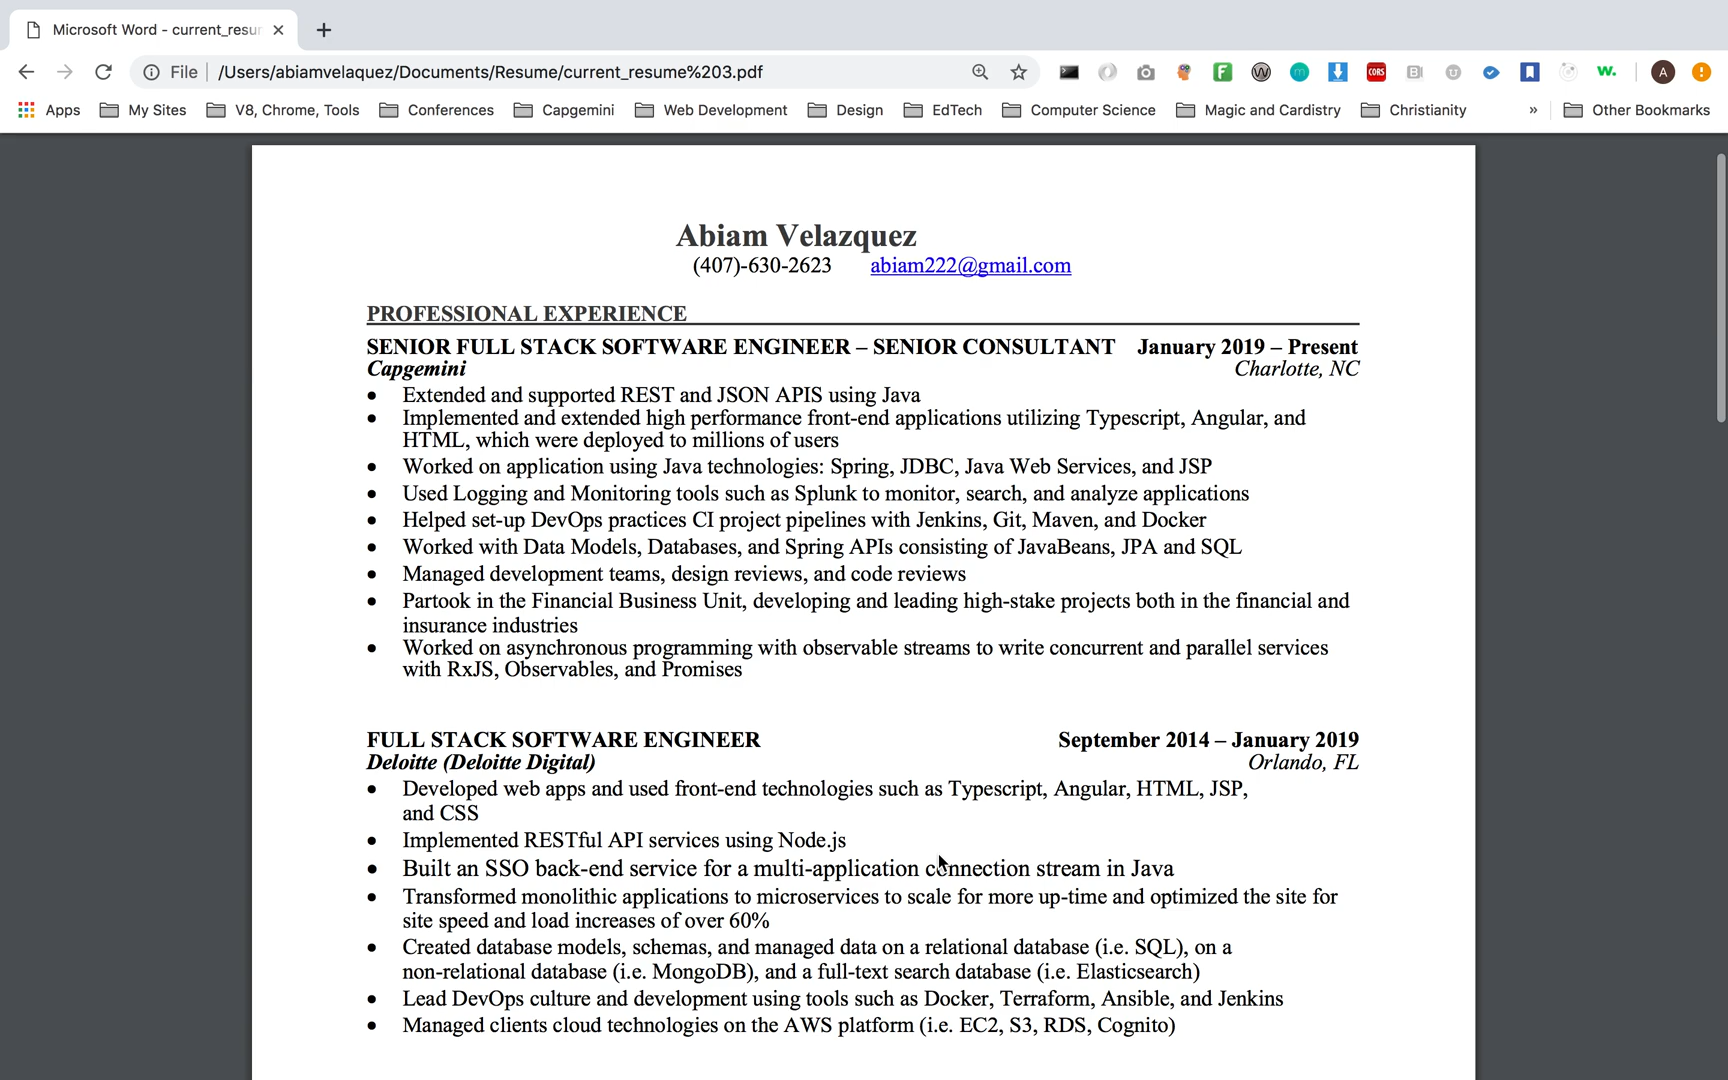 Microsoft Word - current_resu
File /Users/abiamvelaquez/Documents/Resume/current_resume%203.pdf
CORS
BI
U
F
W
m
w.
A
Apps My Sites V8, Chrome, Tools Conferences Capgemini Web Development Design EdTech Computer Science Magic and Cardistry Christianity » Other Bookmarks
Abiam Velazquez
(407)-630-2623 abiam222@gmail.com
PROFESSIONAL EXPERIENCE
SENIOR FULL STACK SOFTWARE ENGINEER – SENIOR CONSULTANT January 2019 – Present
Capgemini Charlotte, NC
• Extended and supported REST and JSON APIS using Java
• Implemented and extended high performance front-end applications utilizing Typescript, Angular, and
HTML, which were deployed to millions of users
• Worked on application using Java technologies: Spring, JDBC, Java Web Services, and JSP
• Used Logging and Monitoring tools such as Splunk to monitor, search, and analyze applications
• Helped set-up DevOps practices CI project pipelines with Jenkins, Git, Maven, and Docker
• Worked with Data Models, Databases, and Spring APIs consisting of JavaBeans, JPA and SQL
• Managed development teams, design reviews, and code reviews
• Partook in the Financial Business Unit, developing and leading high-stake projects both in the financial and
insurance industries
• Worked on asynchronous programming with observable streams to write concurrent and parallel services
with RxJS, Observables, and Promises
FULL STACK SOFTWARE ENGINEER September 2014 – January 2019
Deloitte (Deloitte Digital) Orlando, FL
• Developed web apps and used front-end technologies such as Typescript, Angular, HTML, JSP,
and CSS
• Implemented RESTful API services using Node.js
• Built an SSO back-end service for a multi-application connection stream in Java
• Transformed monolithic applications to microservices to scale for more up-time and optimized the site for
site speed and load increases of over 60%
• Created database models, schemas, and managed data on a relational database (i.e. SQL), on a
non-relational database (i.e. MongoDB), and a full-text search database (i.e. Elasticsearch)
• Lead DevOps culture and development using tools such as Docker, Terraform, Ansible, and Jenkins
• Managed clients cloud technologies on the AWS platform (i.e. EC2, S3, RDS, Cognito)